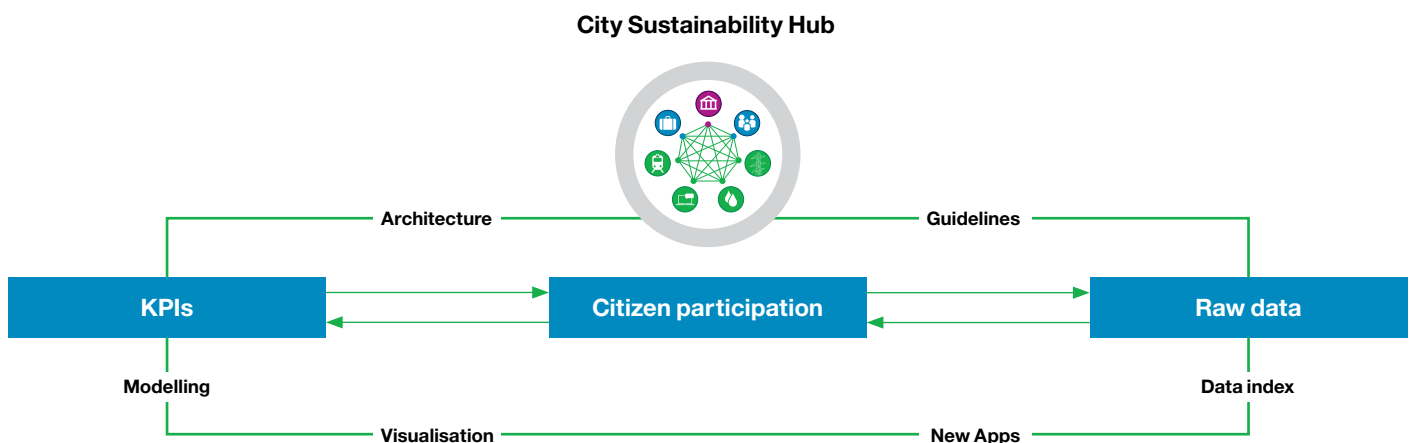 City Sustainability Hub
Architecture
Guidelines
KPIs
Citizen participation
Raw data
Modelling
Data index
Visualisation
New Apps